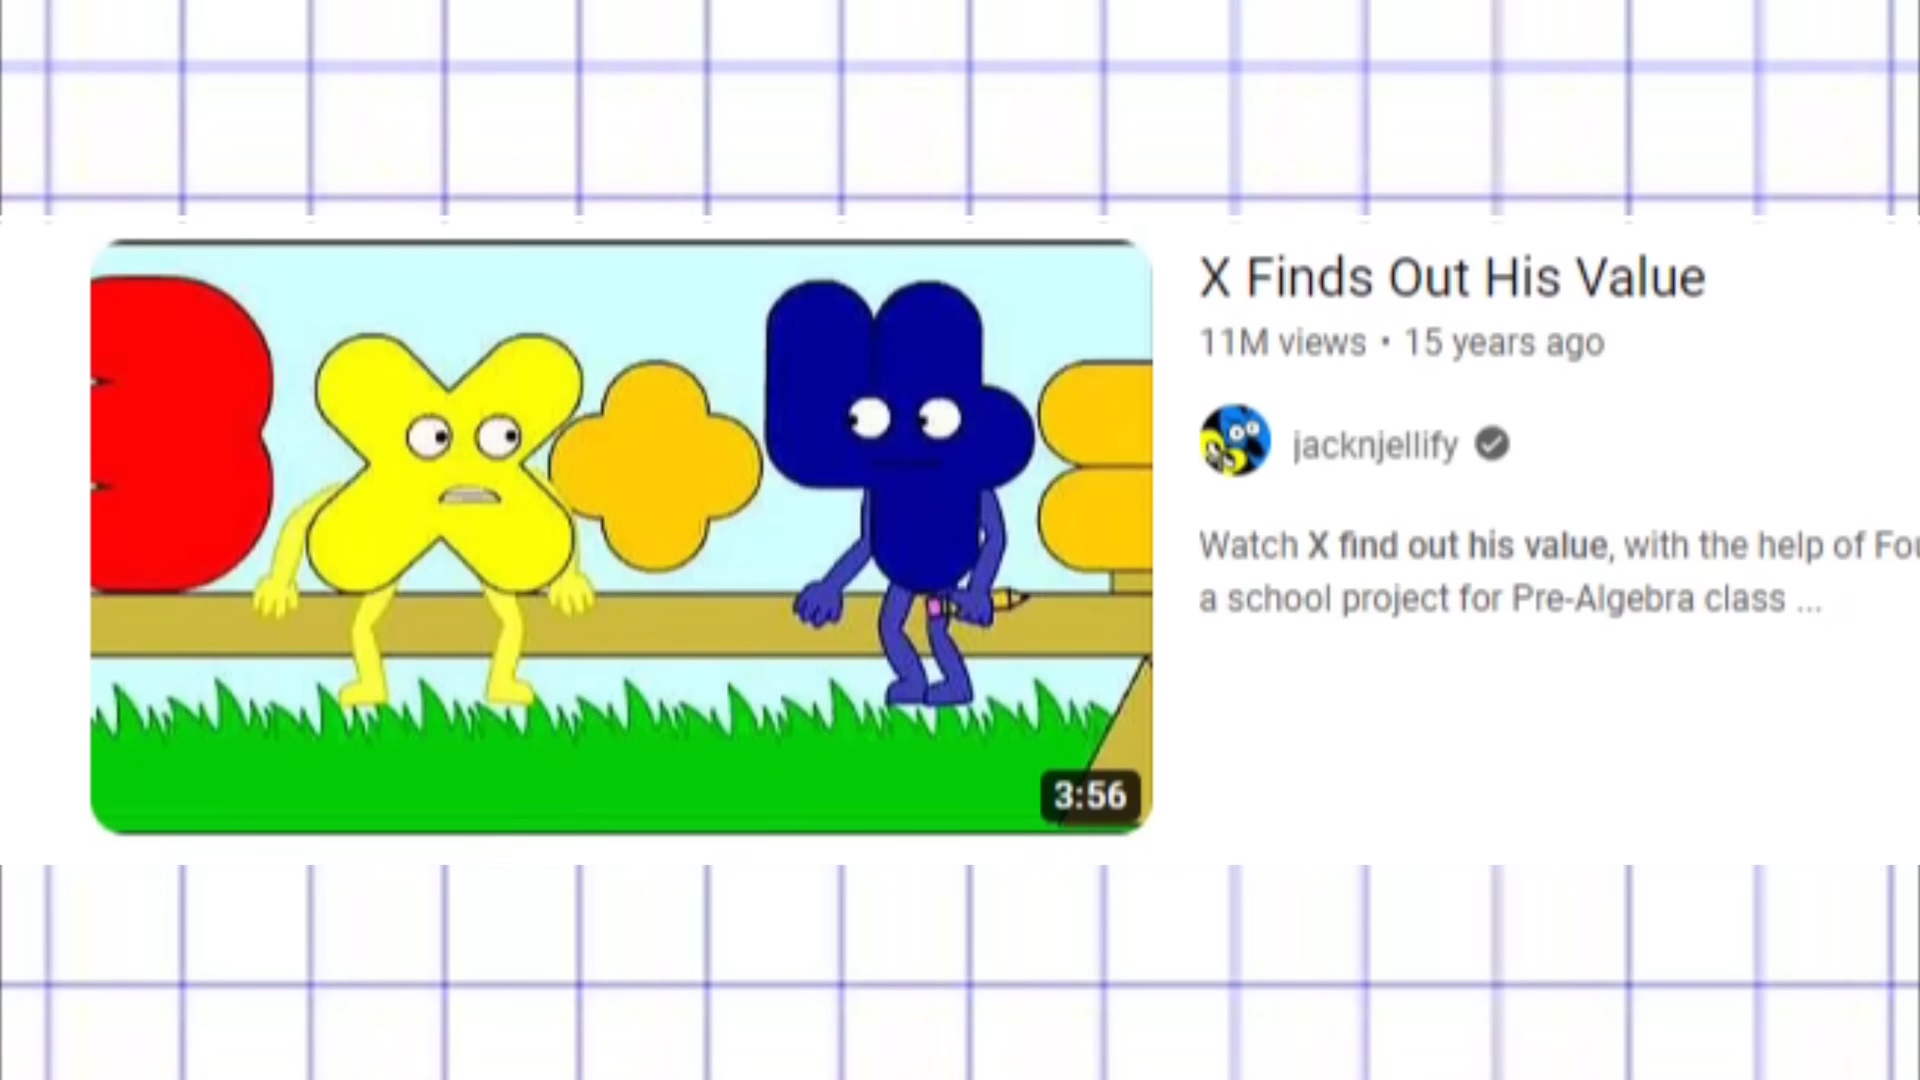 X Finds Out His Value
11M views • 15 years ago
jacknjellify
Watch X find out his value, with the help of Fou
a school project for Pre-Algebra class ...
3:56